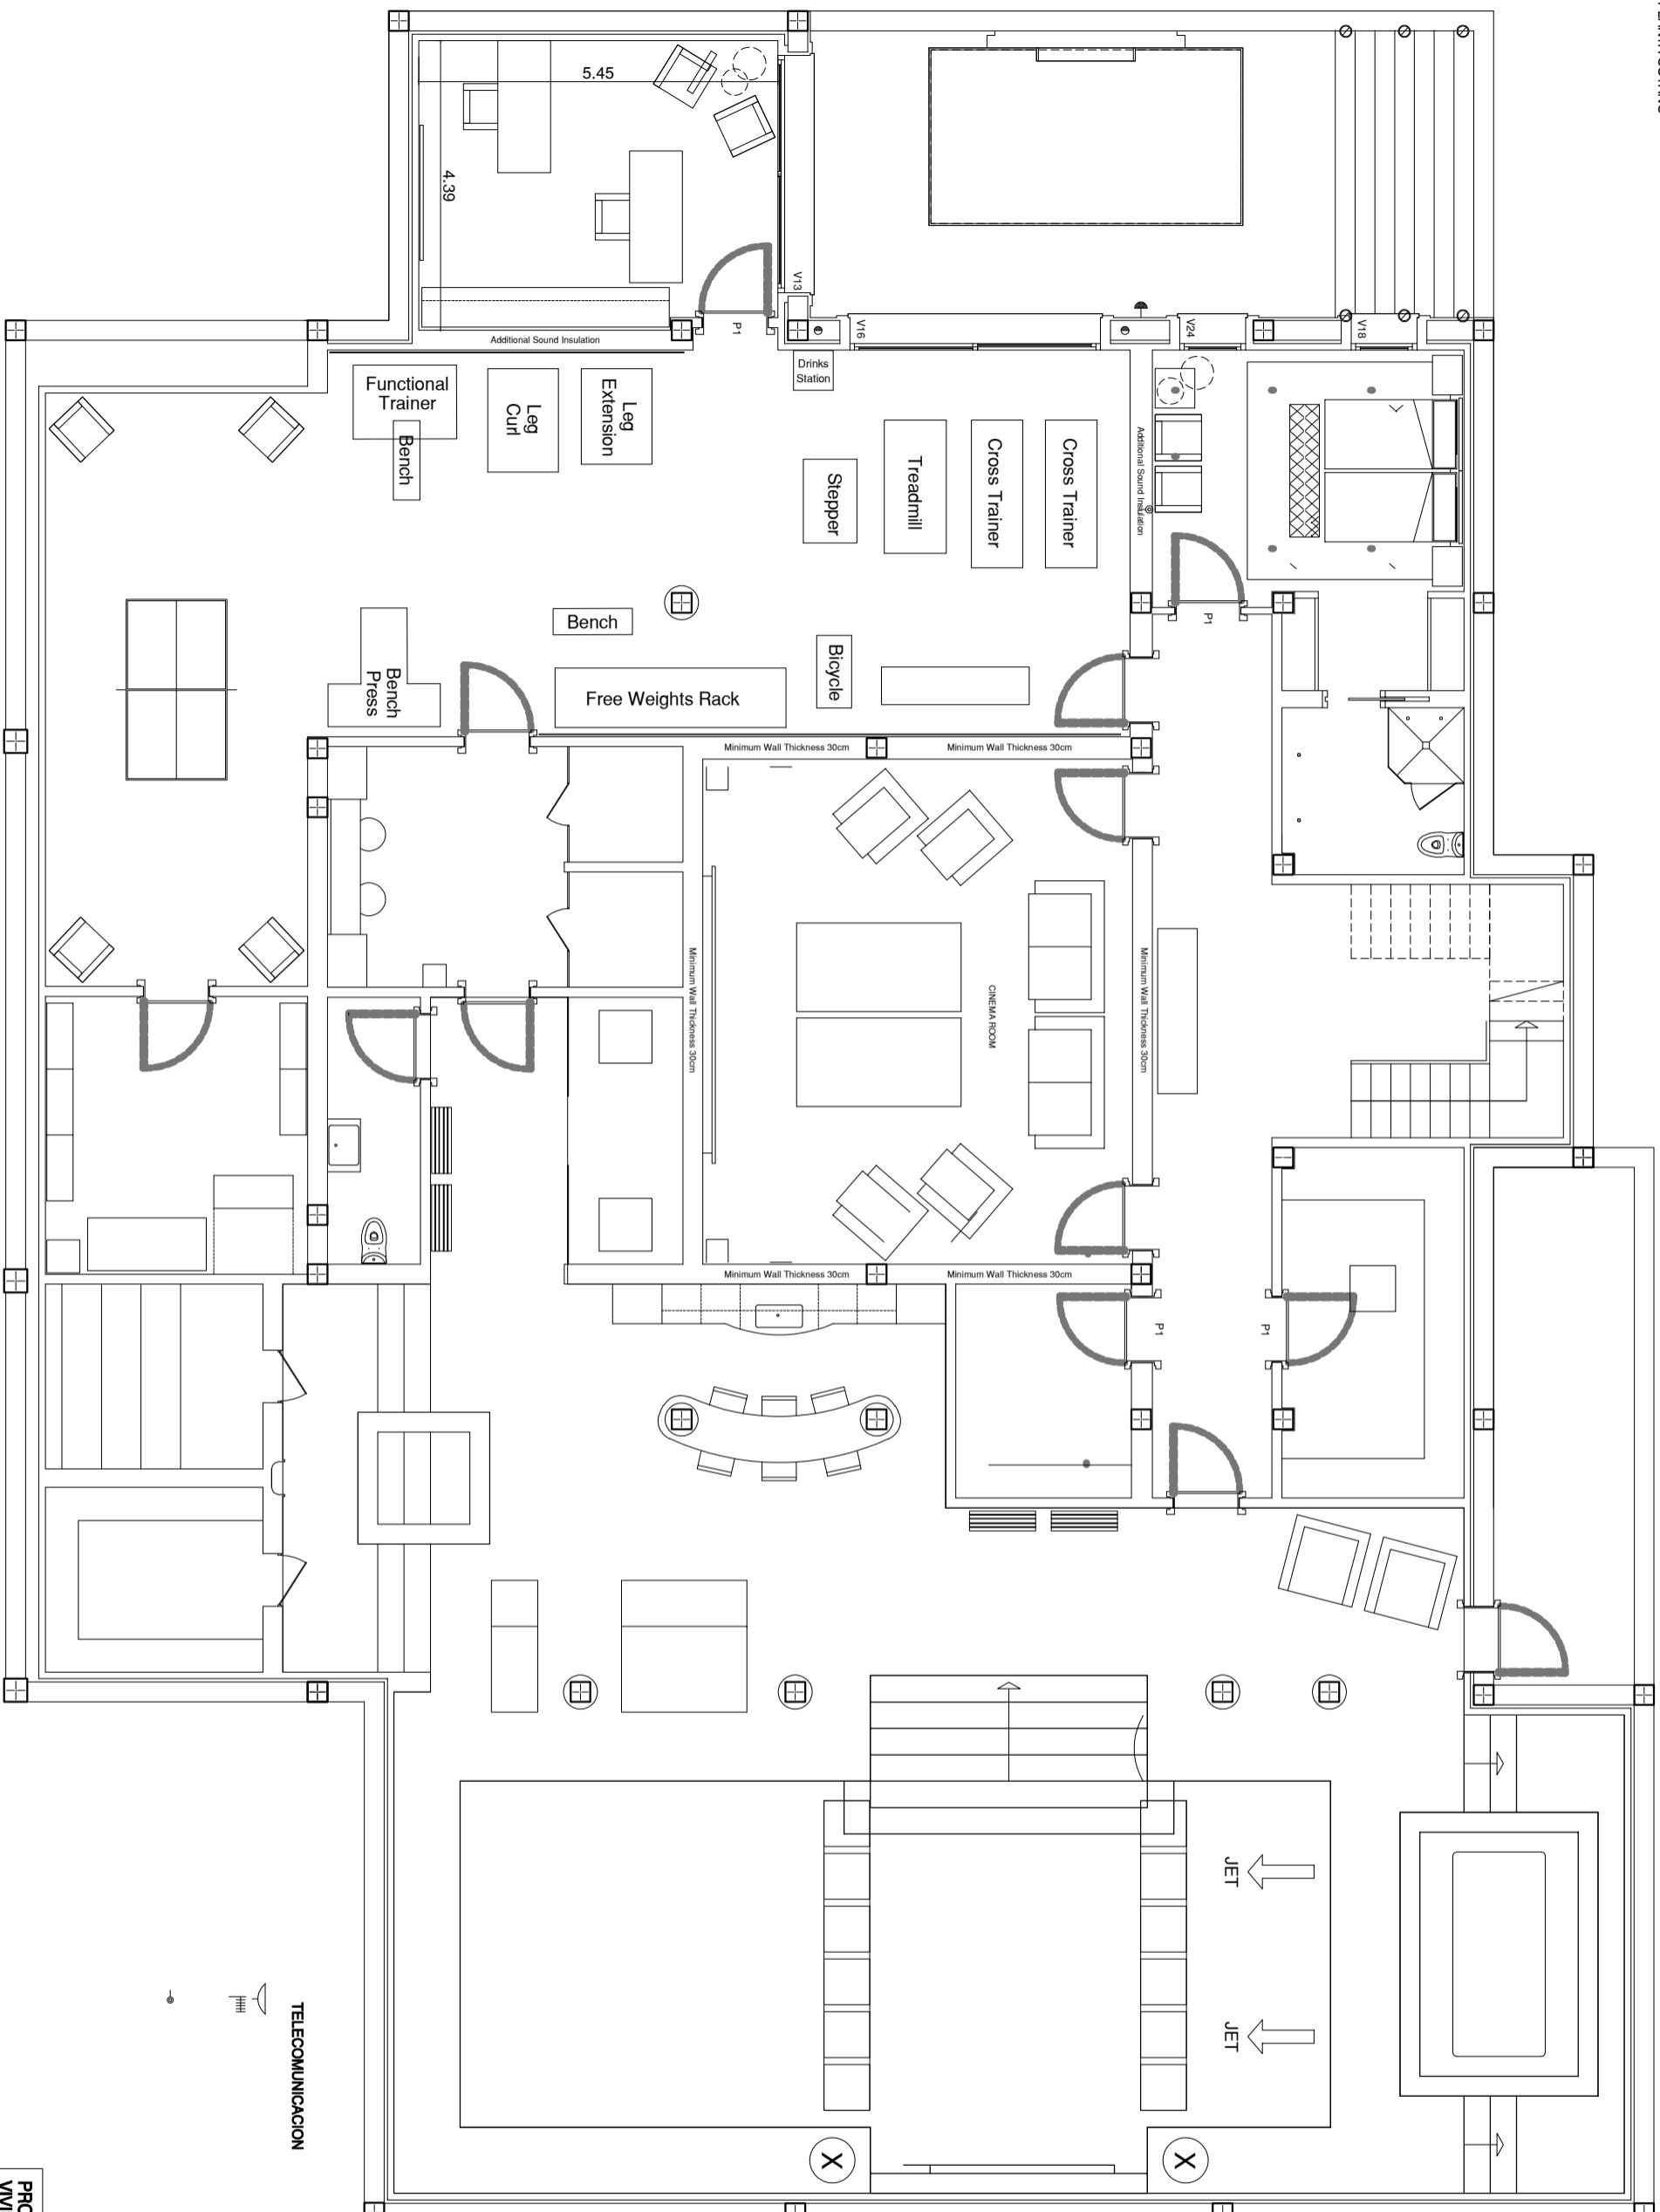 5.45
4.39
V13
P1
V16
V24
V18
Additional Sound Insulation
Drinks
Station
Functional
Trainer
Bench
Leg
Curl
Leg
Extension
Stepper
Treadmill
Cross Trainer
Cross Trainer
Additional Sound Insulation
P1
Bench
Bench
Press
Free Weights Rack
Bicycle
Minimum Wall Thickness 30cm
Minimum Wall Thickness 30cm
Minimum Wall Thickness 30cm
CINEMA ROOM
Minimum Wall Thickness 30cm
Minimum Wall Thickness 30cm
Minimum Wall Thickness 30cm
P1
P1
JET
JET
X
X
TELECOMUNICACION